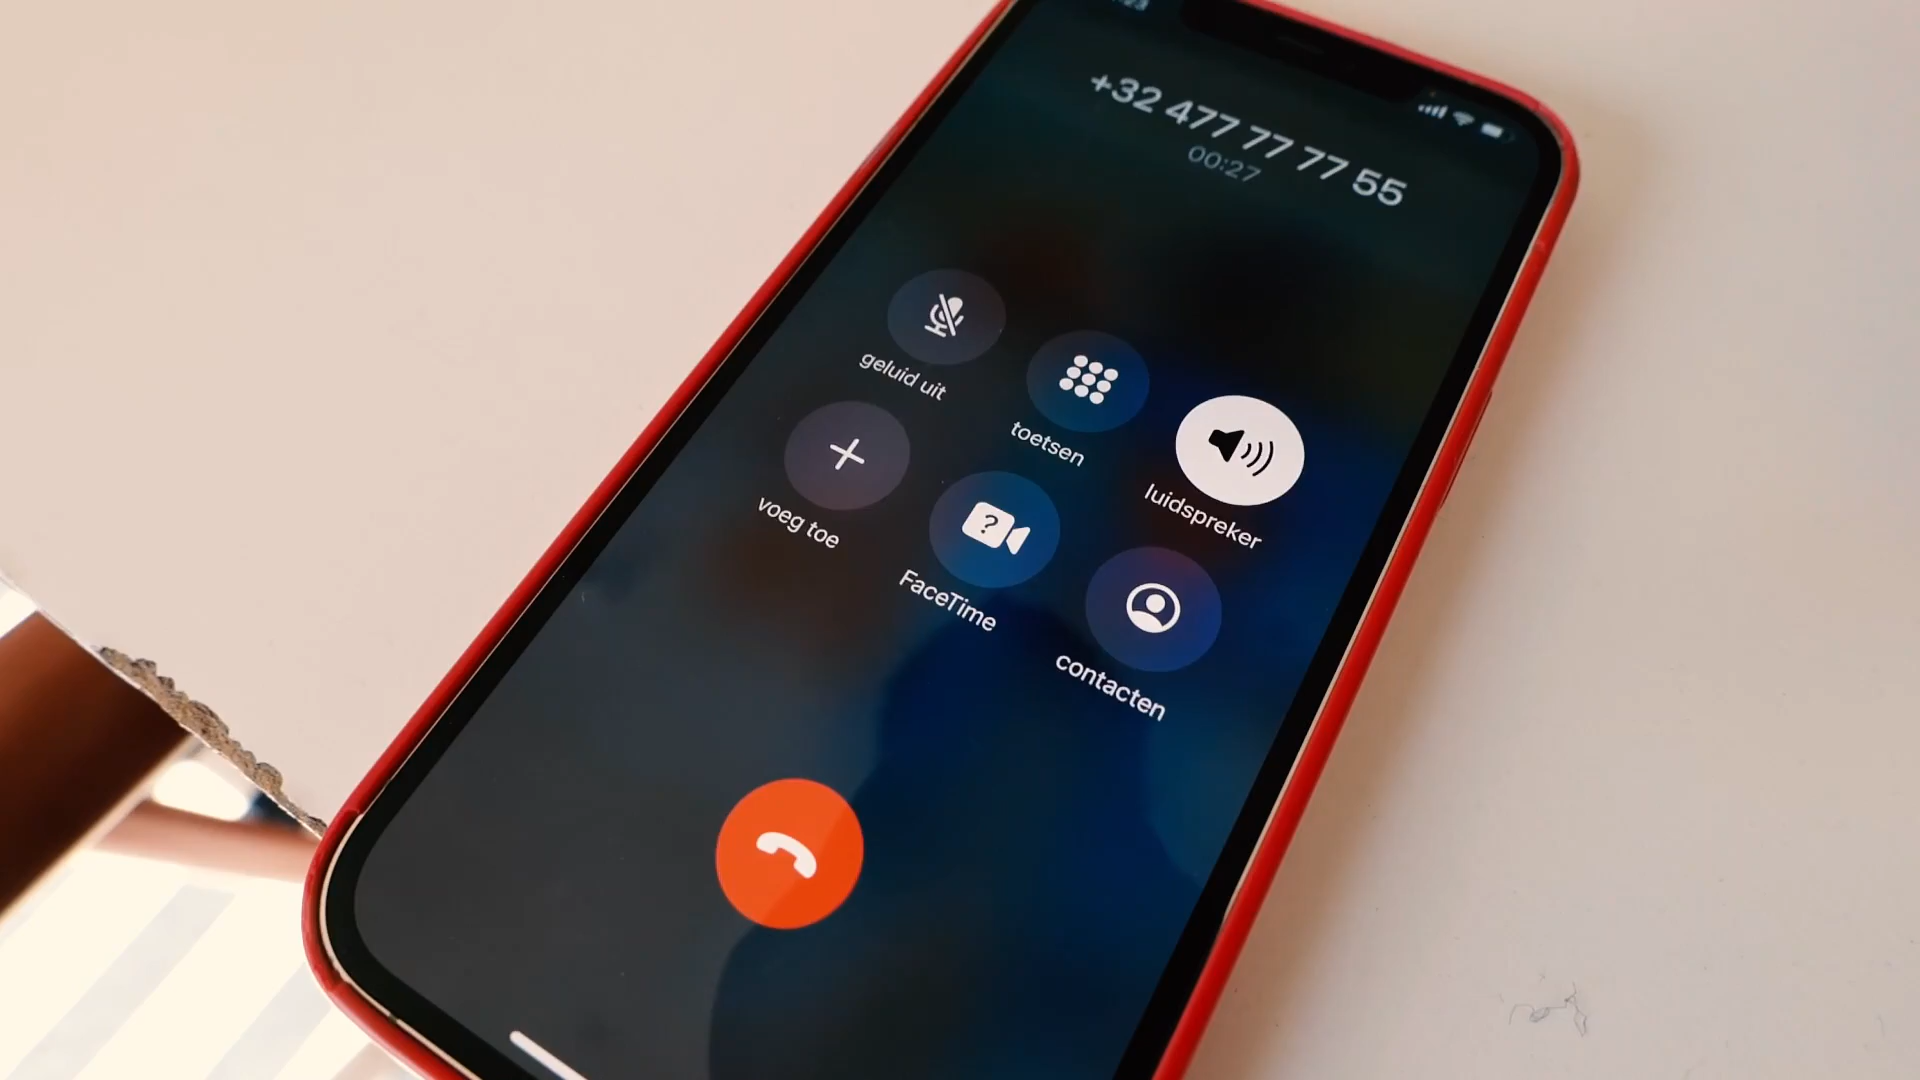 +32 477 77 77 55
00:27
geluid uit
toetsen
luidspreker
voeg toe
FaceTime
contacten